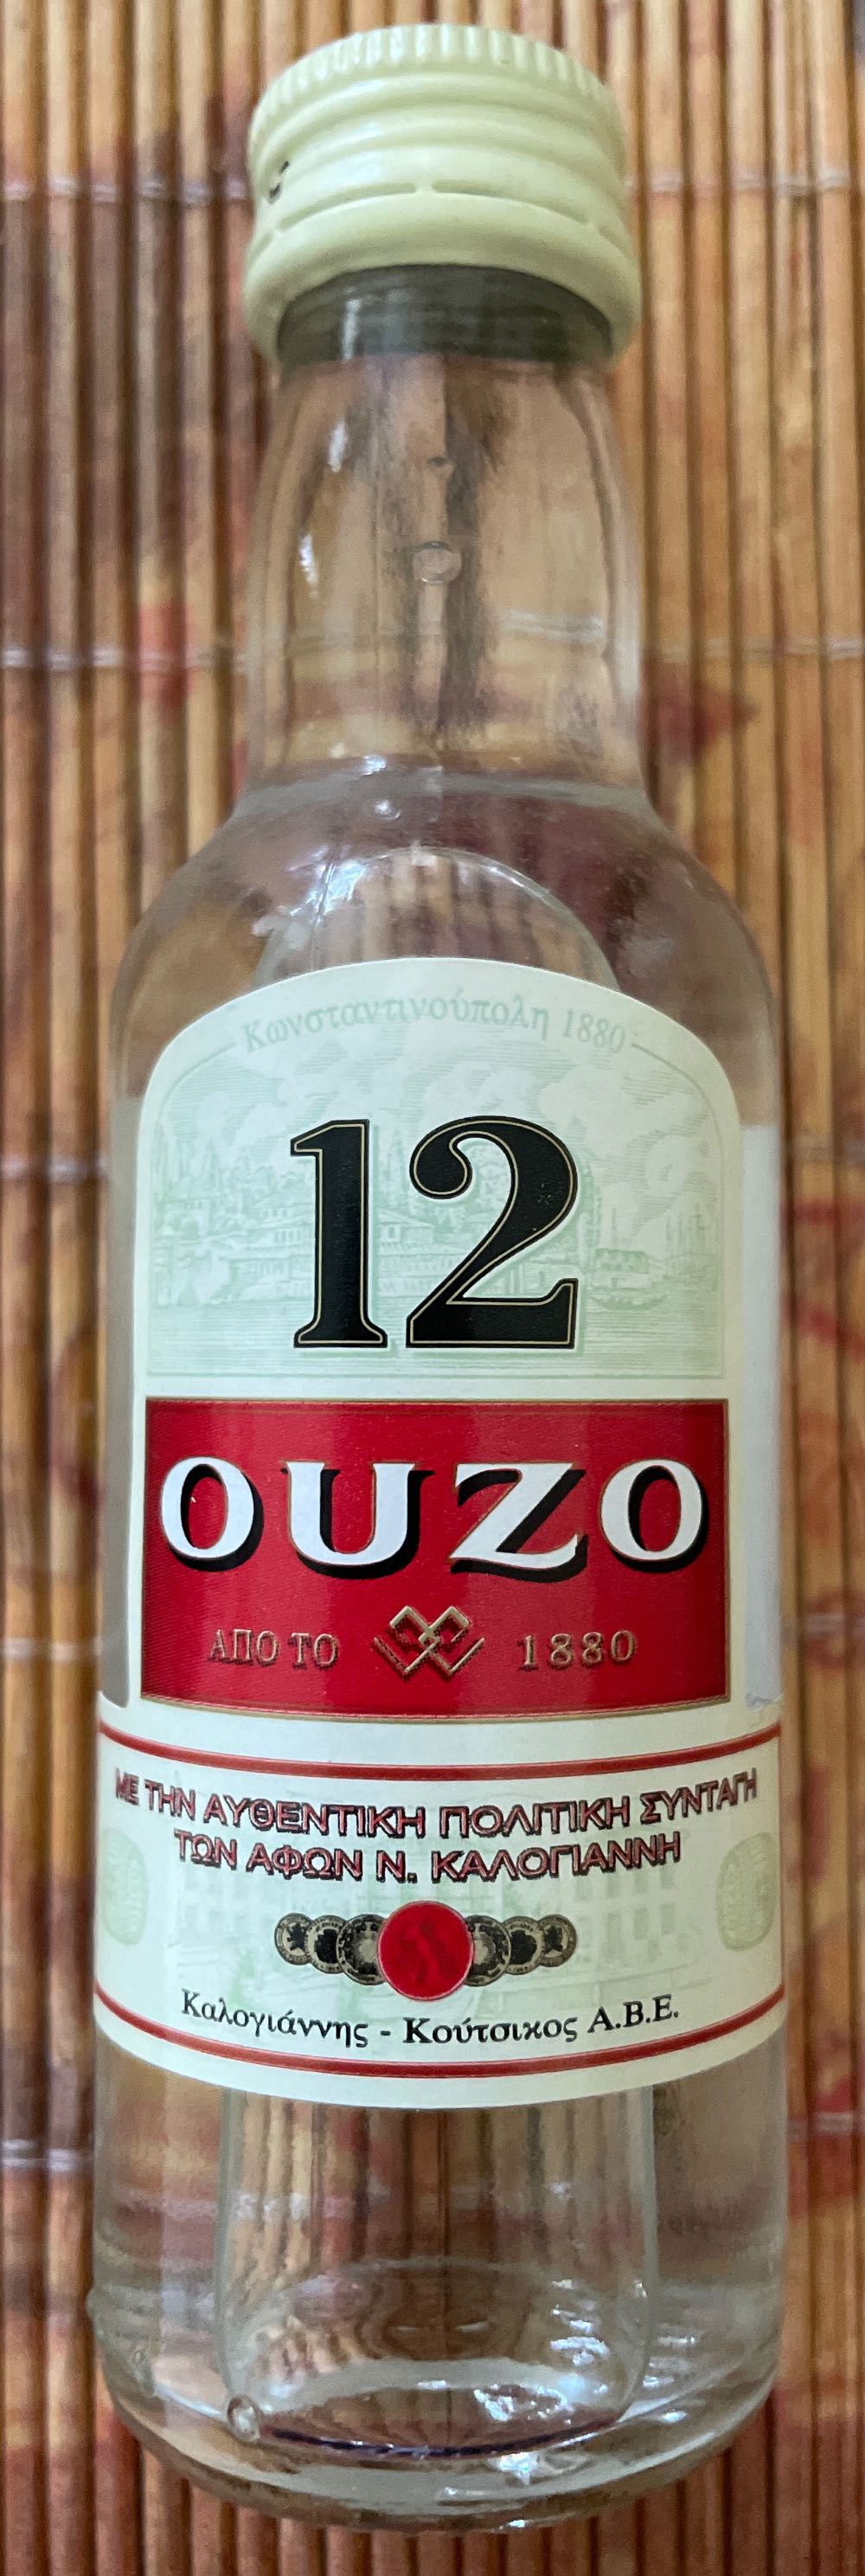 Κωνσταντινούπολη 1880
12
OUZO
ΑΠΟ ΤΟ 1880
ΜΕ ΤΗΝ ΑΥΘΕΝΤΙΚΗ ΠΟΛΙΤΙΚΗ ΣΥΝΤΑΓΗ
ΤΩΝ ΑΦΩΝ Ν. ΚΑΛΟΓΙΑΝΝΗ
Καλογιάννης - Κούτσικος Α.Β.Ε.